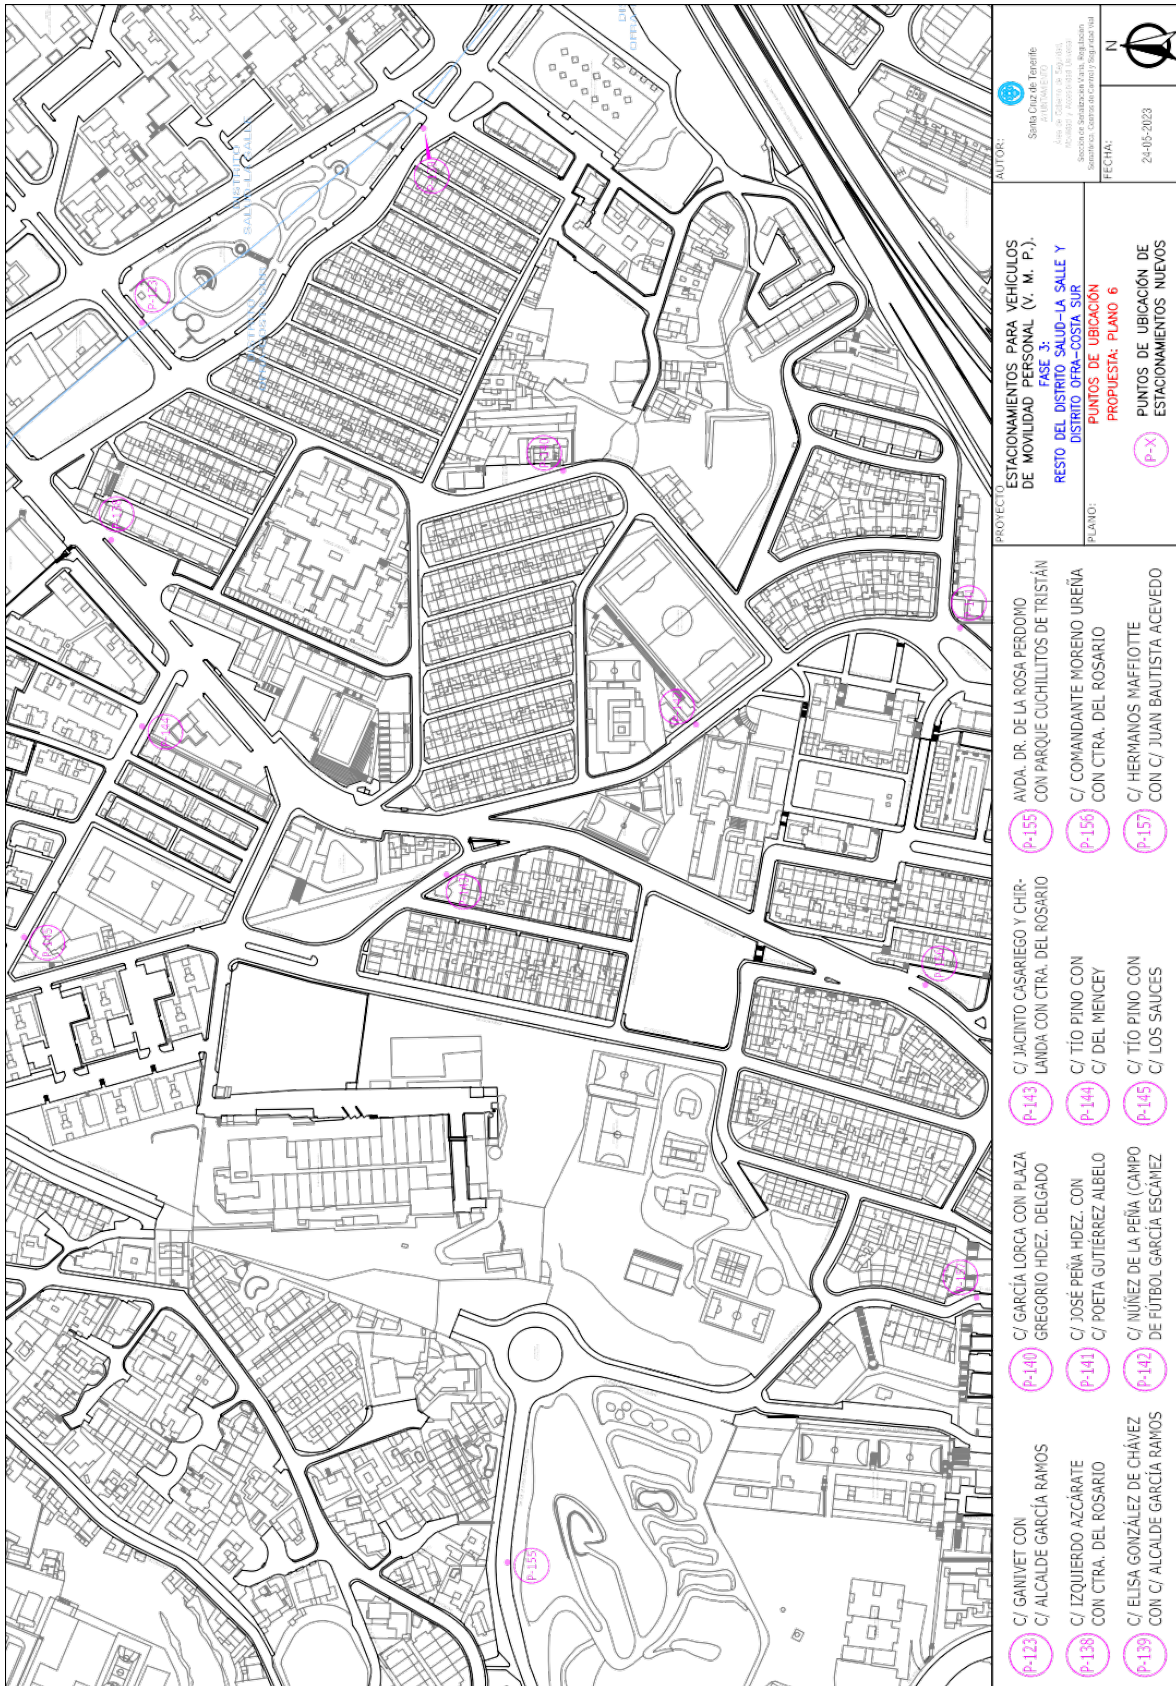 P-123
C/ GANIVET CON
C/ ALCALDE GARCÍA RAMOS
P-138
C/ IZQUIERDO AZCÁRATE
CON CTRA. DEL ROSARIO
P-139
C/ ELISA GONZÁLEZ DE CHÁVEZ
CON C/ ALCALDE GARCÍA RAMOS
P-140
C/ GARCÍA LORCA CON PLAZA
GREGORIO HDEZ. DELGADO
P-141
C/ JOSÉ PEÑA HDEZ. CON
C/ POETA GUTIÉRREZ ALBELO
P-142
C/ NÚÑEZ DE LA PEÑA (CAMPO
DE FÚTBOL GARCÍA ESCÁMEZ
P-143
C/ JACINTO CASARIEGO Y CHIR-
LANDA CON CTRA. DEL ROSARIO
P-144
C/ TÍO PINO CON
C/ DEL MENCEY
P-145
C/ TÍO PINO CON
C/ LOS SAUCES
P-155
AVDA. DR. DE LA ROSA PERDOMO
CON PARQUE CUCHILLITOS DE TRISTÁN
P-156
C/ COMANDANTE MORENO UREÑA
CON CTRA. DEL ROSARIO
P-157
C/ HERMANOS MAFIOTTE
CON C/ JUAN BAUTISTA ACEVEDO
PROYECTO
ESTACIONAMIENTOS PARA VEHÍCULOS
DE MOVILIDAD PERSONAL (V. M. P.).
FASE 3:
RESTO DEL DISTRITO SALUD-LA SALLE Y
DISTRITO OFRA-COSTA SUR
PLANO:
PUNTOS DE UBICACIÓN
PROPUESTA: PLANO 6
P-X
PUNTOS DE UBICACIÓN DE
ESTACIONAMIENTOS NUEVOS
AUTOR:
Santa Cruz de Tenerife
AYUNTAMIENTO
FECHA:
24-05-2023
N
P-145
P-144
P-155